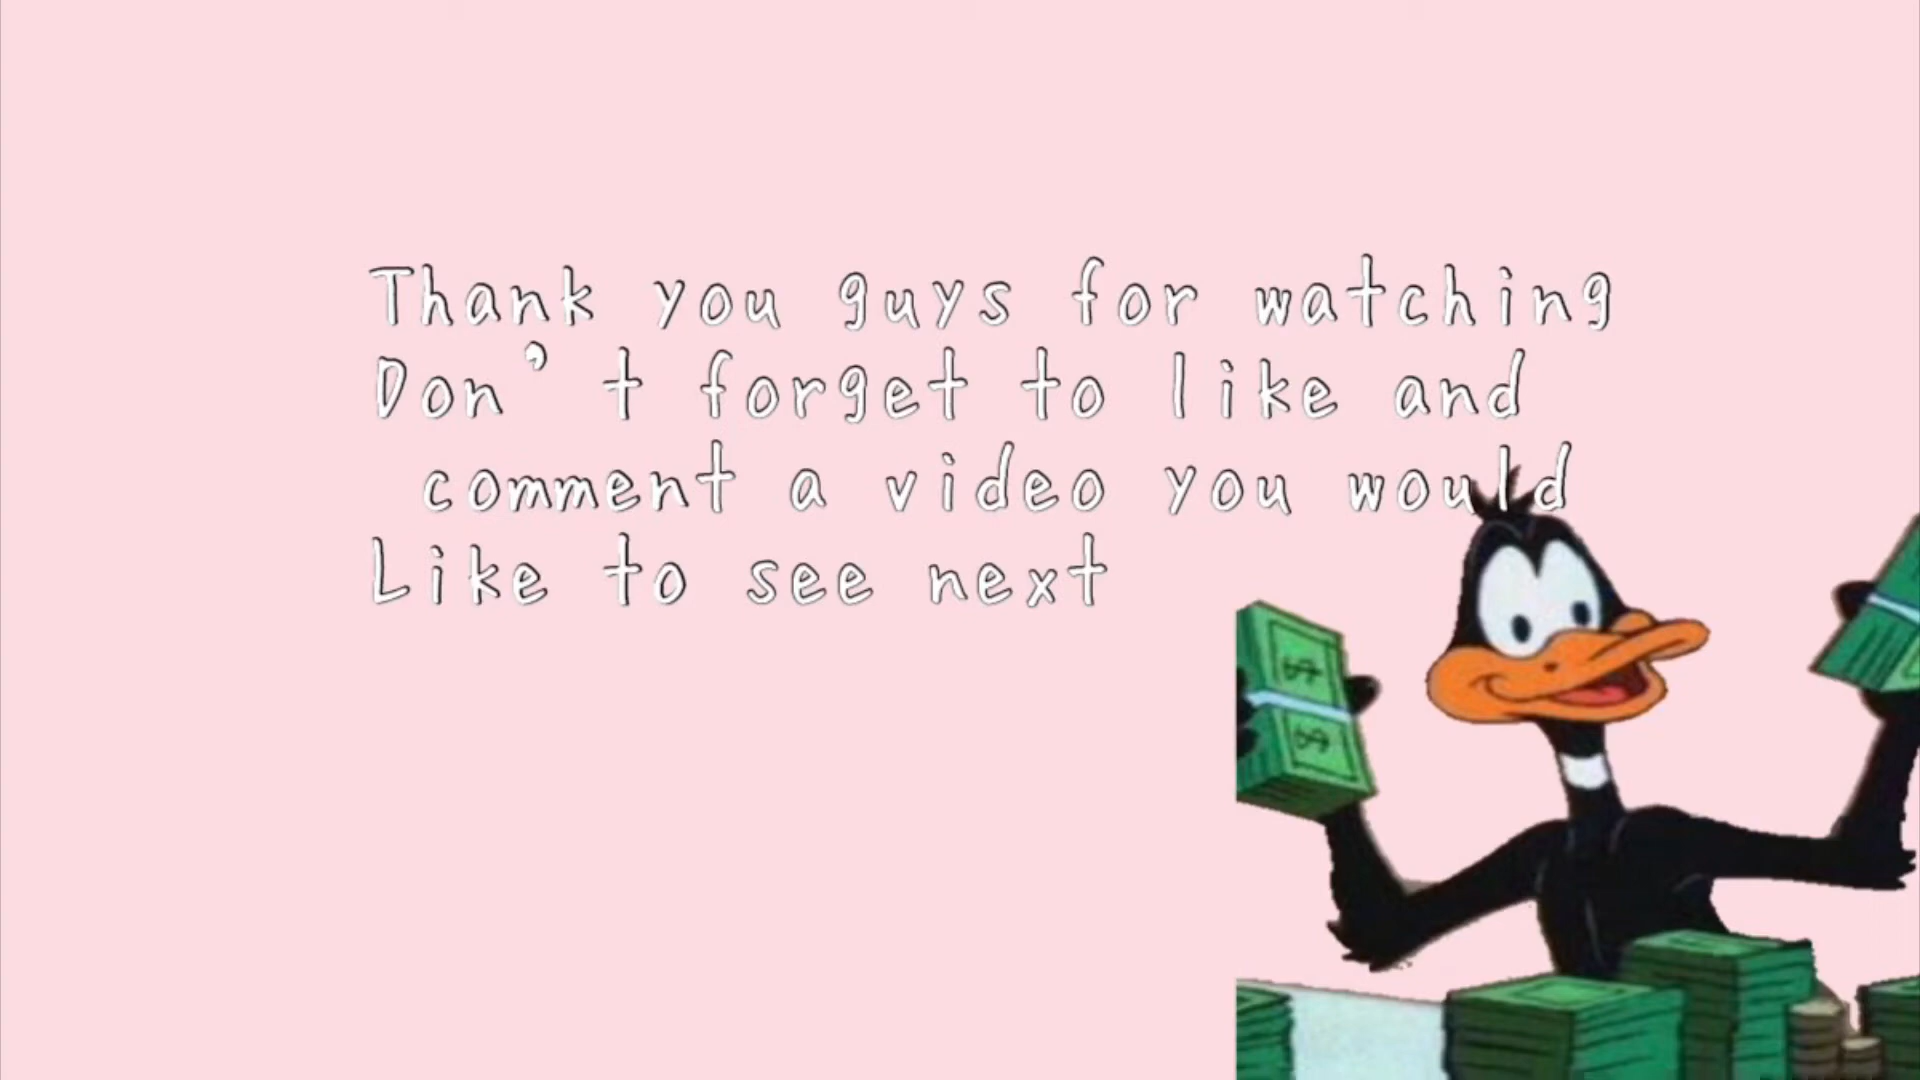 Thank you guys for watching
Don't forget to like and
comment a video you would
Like to see next